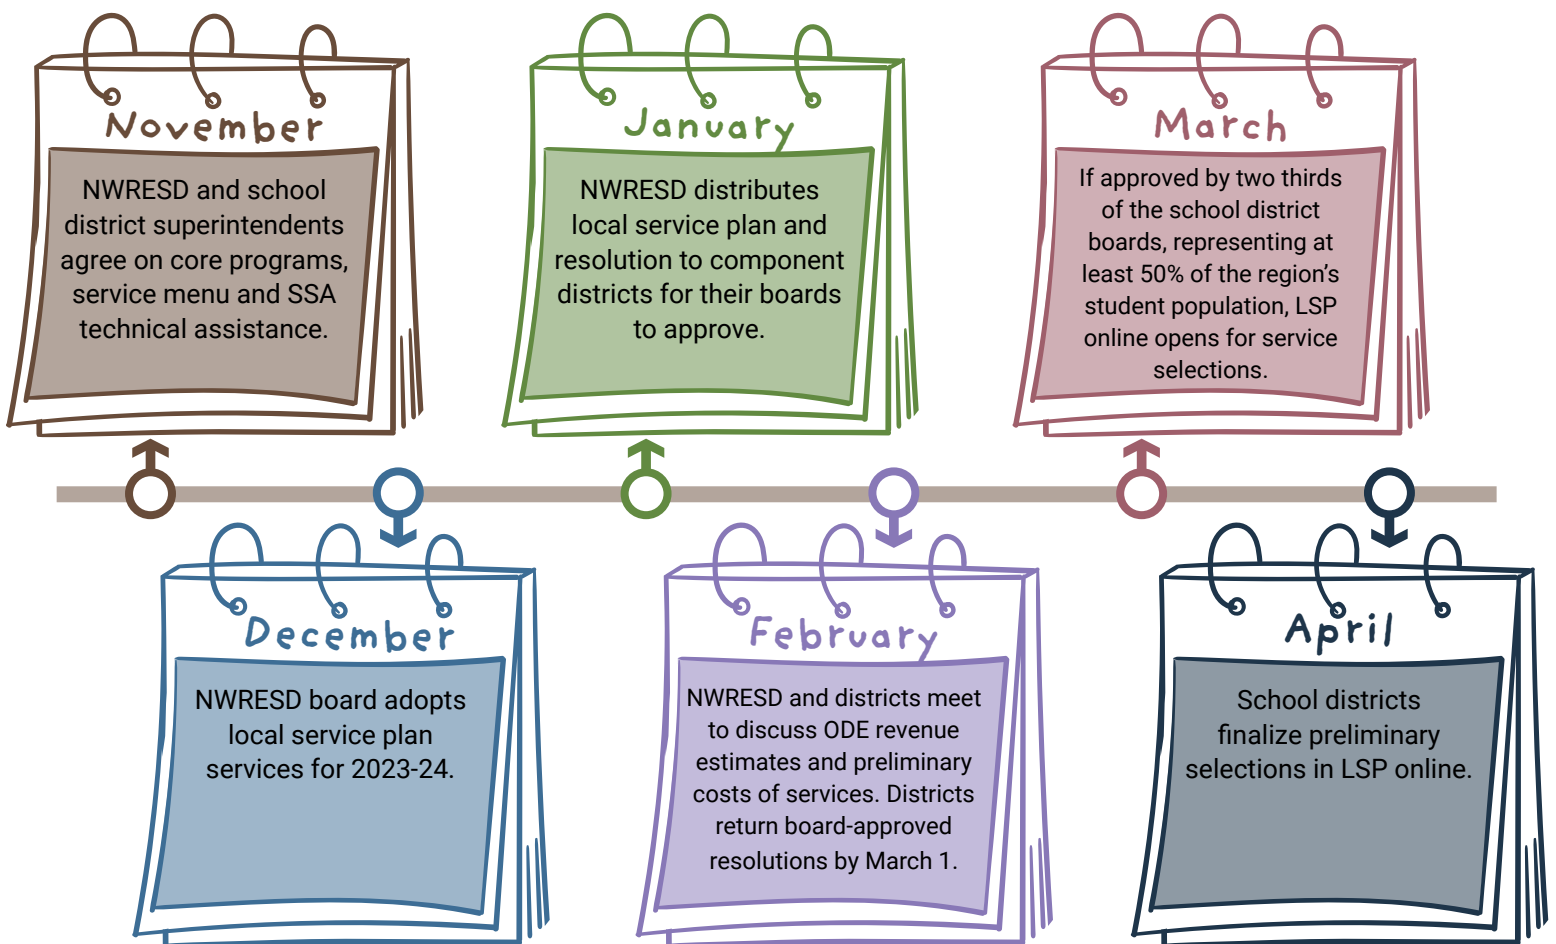 November
NWRESD and school
district superintendents
agree on core programs,
service menu and SSA
technical assistance.
December
NWRESD board adopts
local service plan
services for 2023-24.
January
NWRESD distributes
local service plan and
resolution to component
districts for their boards
to approve.
February
NWRESD and districts meet
to discuss ODE revenue
estimates and preliminary
costs of services. Districts
return board-approved
resolutions by March 1.
March
If approved by two thirds
of the school district
boards, representing at
least 50% of the region’s
student population, LSP
online opens for service
selections.
April
School districts
finalize preliminary
selections in LSP online.